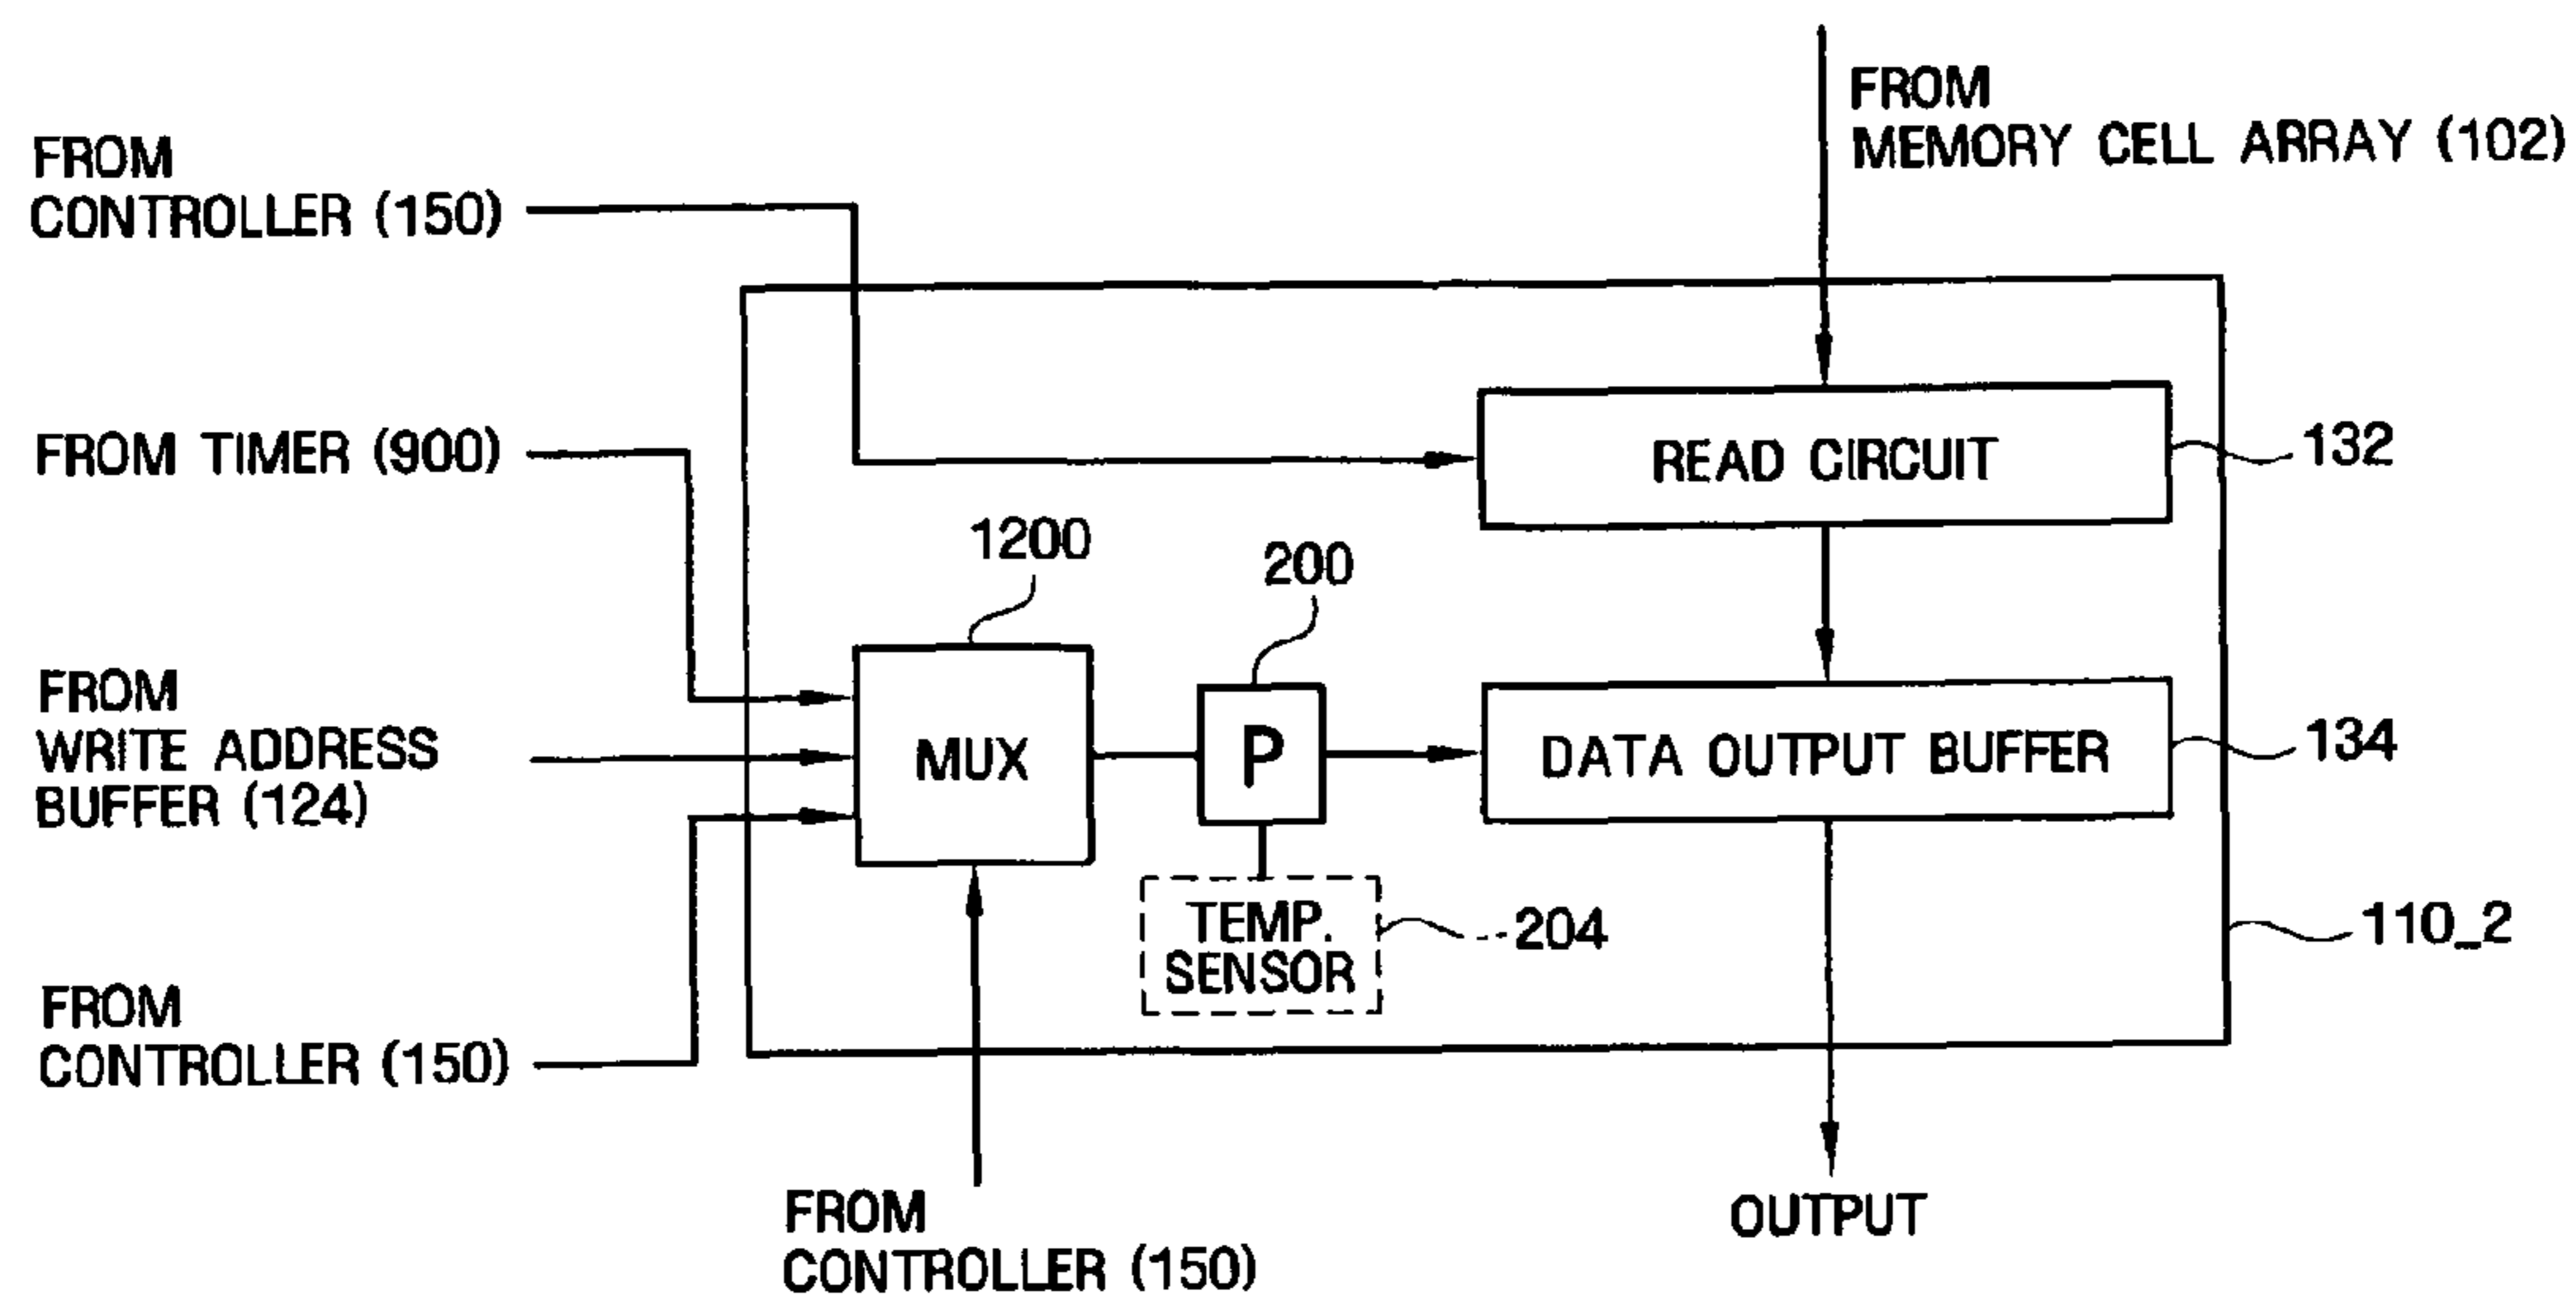 FROM
MEMORY CELL ARRAY (102)
FROM
CONTROLLER (150)
FROM TIMER (900)
READ CIRCUIT
132
1200
200
FROM
WRITE ADDRESS
BUFFER (124)
MUX
P
DATA OUTPUT BUFFER
134
TEMP.
SENSOR
204
110_2
FROM
CONTROLLER (150)
FROM
CONTROLLER (150)
OUTPUT